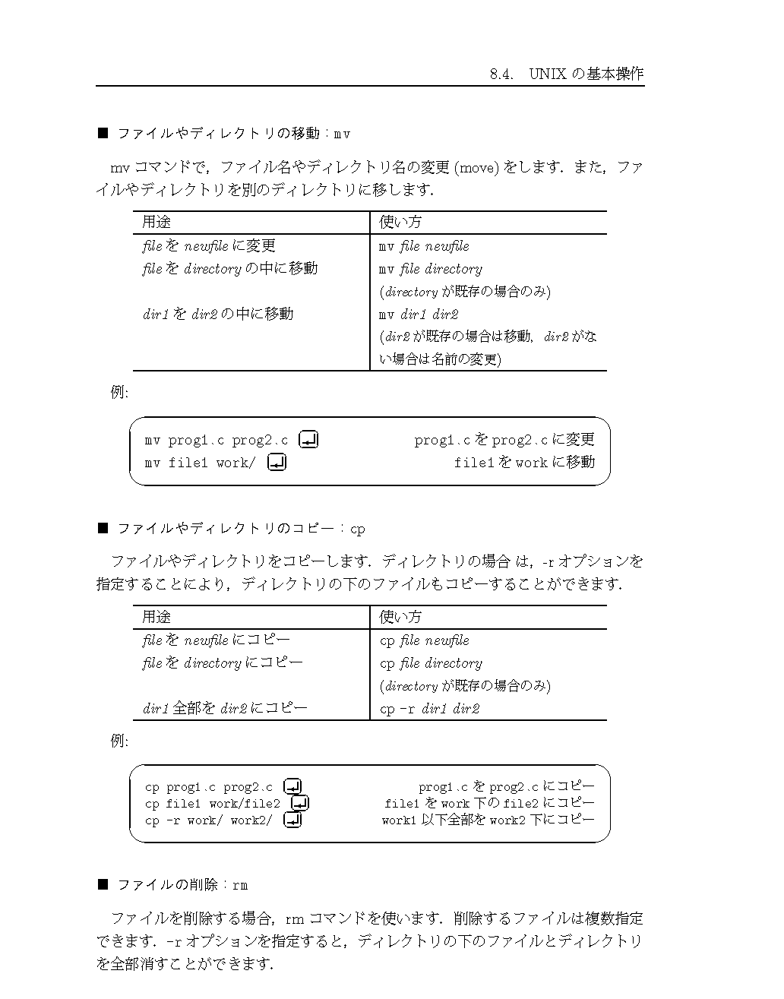 8.4. UNIX の基本操作
■ ファイルやディレクトリの移動：mv
mv コマンドで，ファイル名やディレクトリ名の変更 (move) をします．また，ファ
イルやディレクトリを別のディレクトリに移します．
用途 使い方
file を newfile に変更 mv file newfile
file を directory の中に移動 mv file directory
(directory が既存の場合のみ)
dir1 を dir2 の中に移動 mv dir1 dir2
(dir2 が既存の場合は移動，dir2 がな
い場合は名前の変更)
例:
mv prog1.c prog2.c prog1.c を prog2.c に変更
mv file1 work/ file1 を work に移動
■ ファイルやディレクトリのコピー：cp
ファイルやディレクトリをコピーします．ディレクトリの場合 は，-r オプションを
指定することにより，ディレクトリの下のファイルもコピーすることができます．
用途 使い方
file を newfile にコピー cp file newfile
file を directory にコピー cp file directory
(directory が既存の場合のみ)
dir1 全部を dir2 にコピー cp -r dir1 dir2
例:
cp prog1.c prog2.c prog1.c を prog2.c にコピー
cp file1 work/file2 file1 を work 下の file2 にコピー
cp -r work/ work2/ work1 以下全部を work2 下にコピー
■ ファイルの削除：rm
ファイルを削除する場合，rm コマンドを使います．削除するファイルは複数指定
できます．-r オプションを指定すると，ディレクトリの下のファイルとディレクトリ
を全部消すことができます．